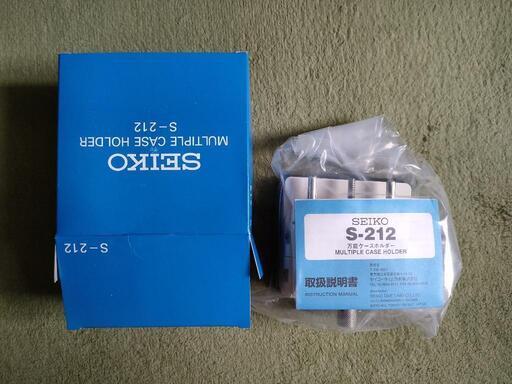 SEIKO
MULTIPLE CASE HOLDER
S-212
S-212
SEIKO
S-212
万能ケースホルダー
MULTIPLE CASE HOLDER
取扱説明書
INSTRUCTION MANUAL